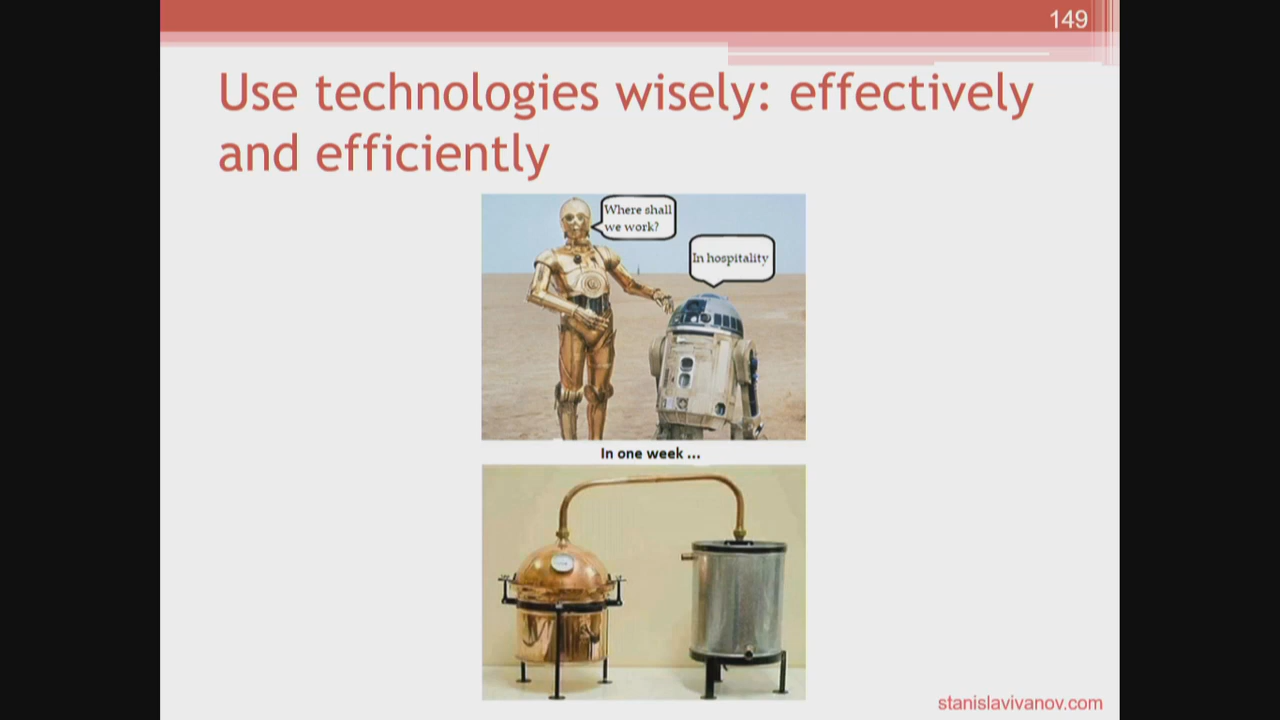 149
Use technologies wisely: effectively
and efficiently
Where shall
we work?
In hospitality
In one week ...
stanislavivanov.com